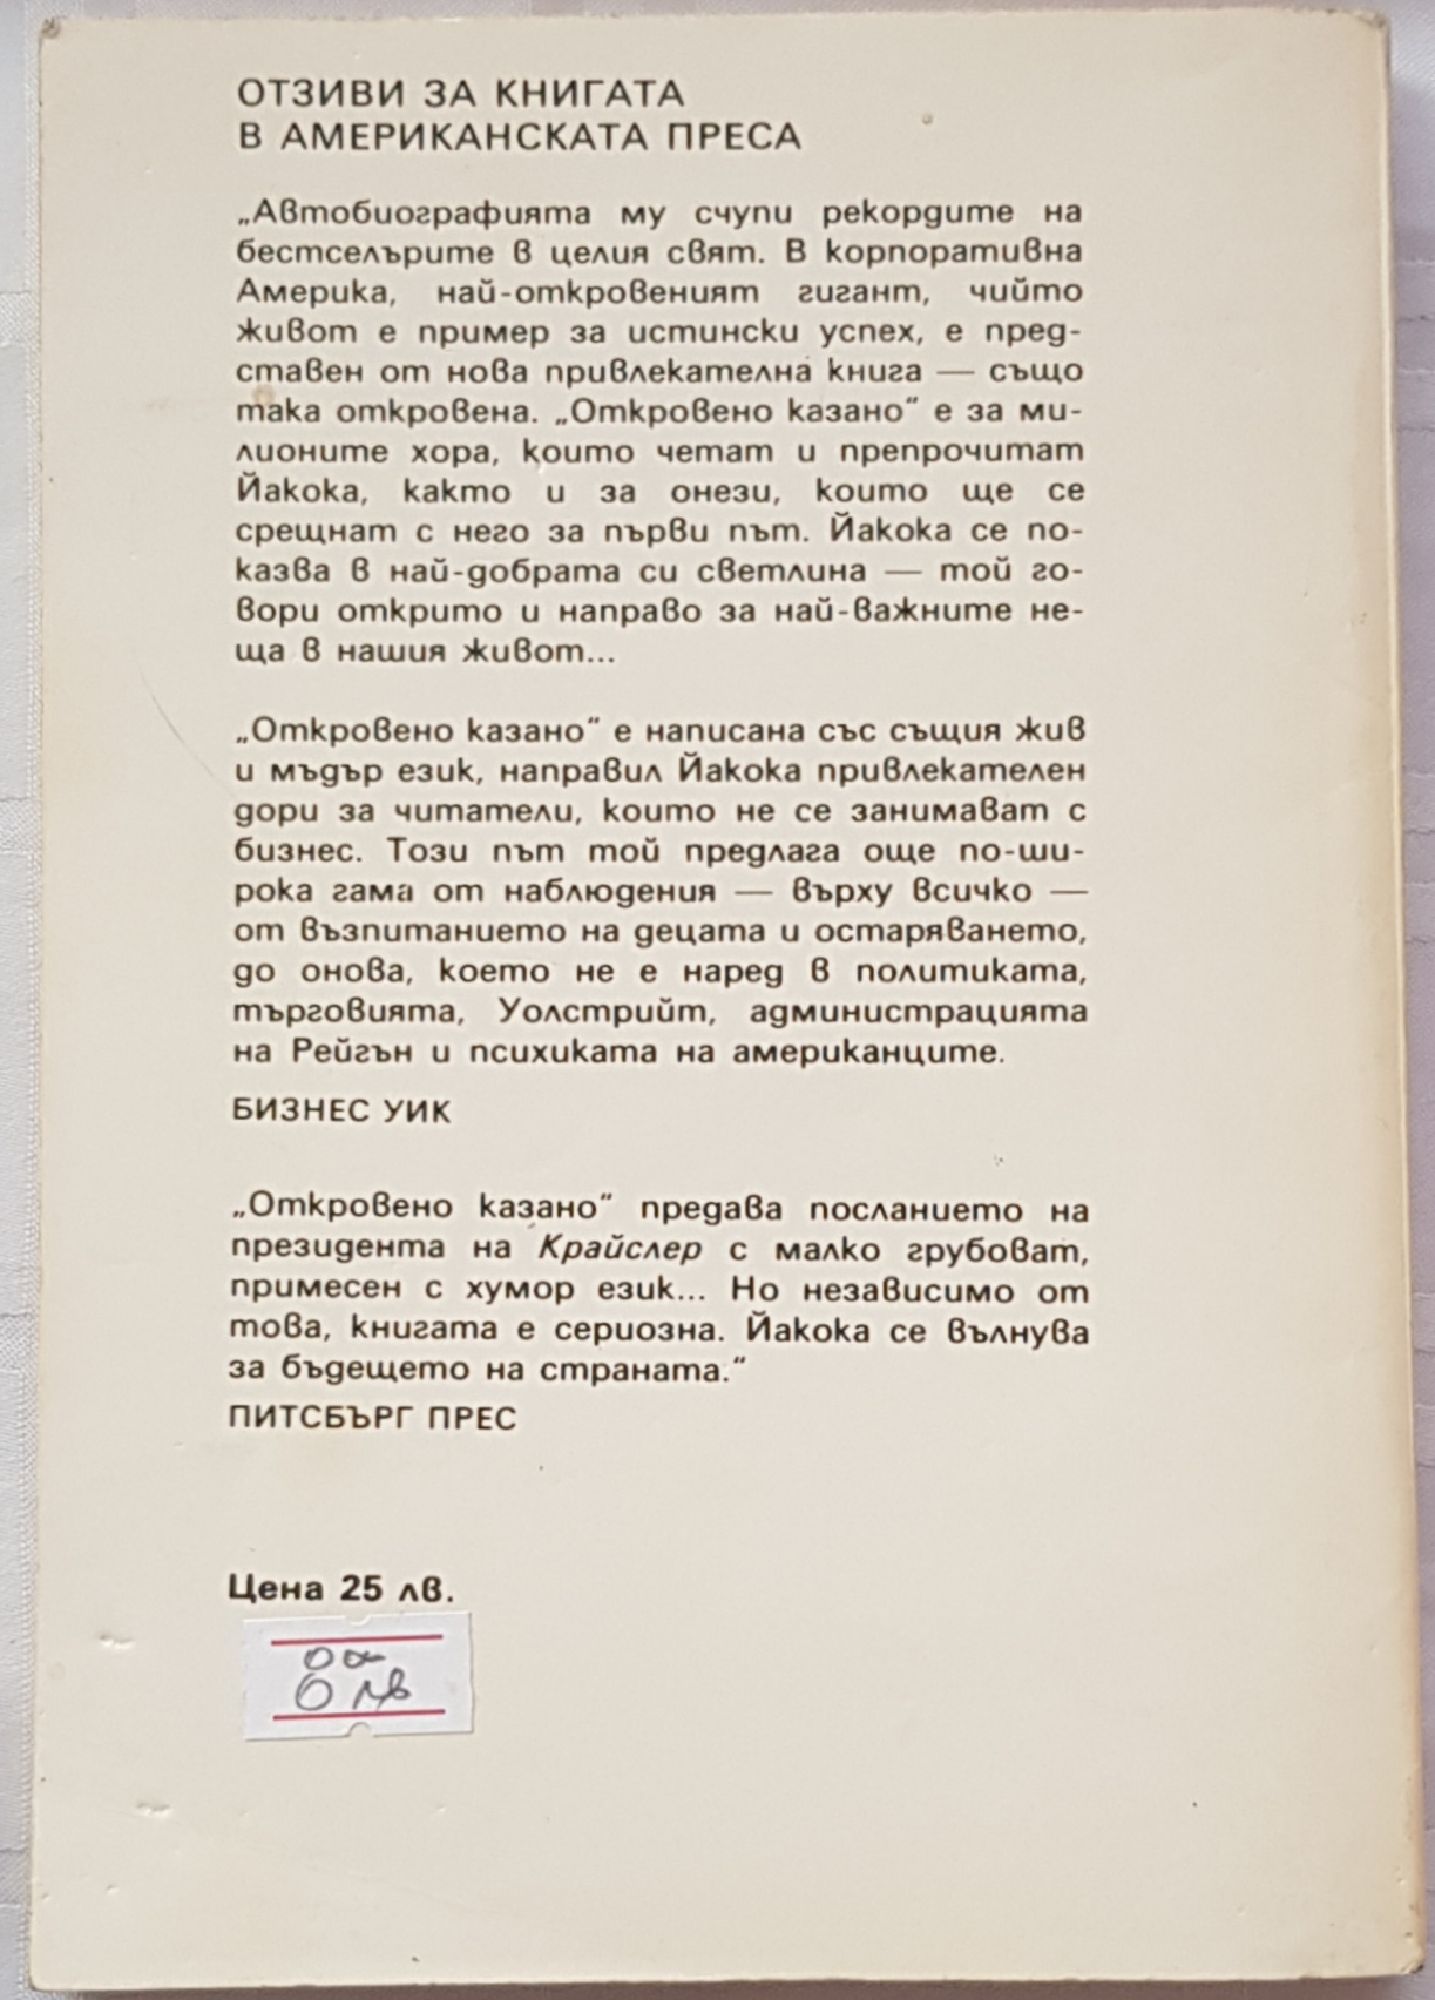 ОТЗИВИ ЗА КНИГАТА
В АМЕРИКАНСКАТА ПРЕСА
„Автобиографията му счупи рекордите на
бестселърите в целия свят. В корпоративна
Америка, най-откровеният гигант, чийто
живот е пример за истински успех, е пред-
ставен от нова привлекателна книга — също
така откровена. „Откровено казано“ е за ми-
лионите хора, които четат и препрочитат
Йакока, както и за онези, които ще се
срещнат с него за първи път. Йакока се по-
казва в най-добрата си светлина — той го-
вори открито и направо за най-важните не-
ща в нашия живот...
„Откровено казано“ е написана със същия жив
и мъдър език, направил Йакока привлекателен
дори за читатели, които не се занимават с
бизнес. Този път той предлага още по-ши-
рока гама от наблюдения — върху всичко —
от възпитанието на децата и остаряването,
до онова, което не е наред в политиката,
търговията, Уолстрийт, администрацията
на Рейгън и психиката на американците.
БИЗНЕС УИК
„Откровено казано“ предава посланието на
президента на Крайслер с малко грубоват,
примесен с хумор език... Но независимо от
това, книгата е сериозна. Йакока се вълнува
за бъдещето на страната.“
ПИТСБЪРГ ПРЕС
Цена 25 лв.
6 лв